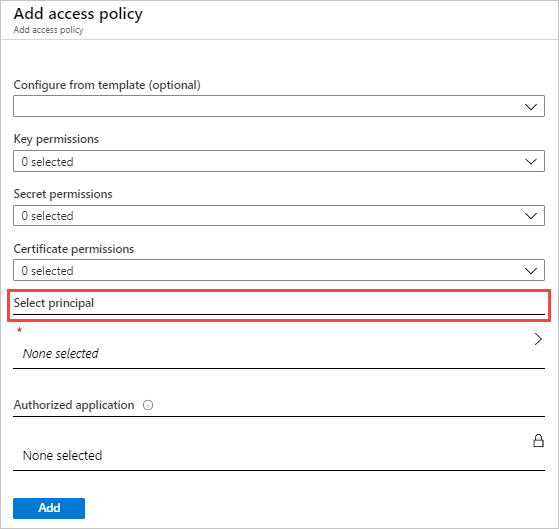 Add access policy
Add access policy
Configure from template (optional)
Key permissions
0 selected
Secret permissions
0 selected
Certificate permissions
0 selected
Select principal
*
None selected
Authorized application
None selected
Add